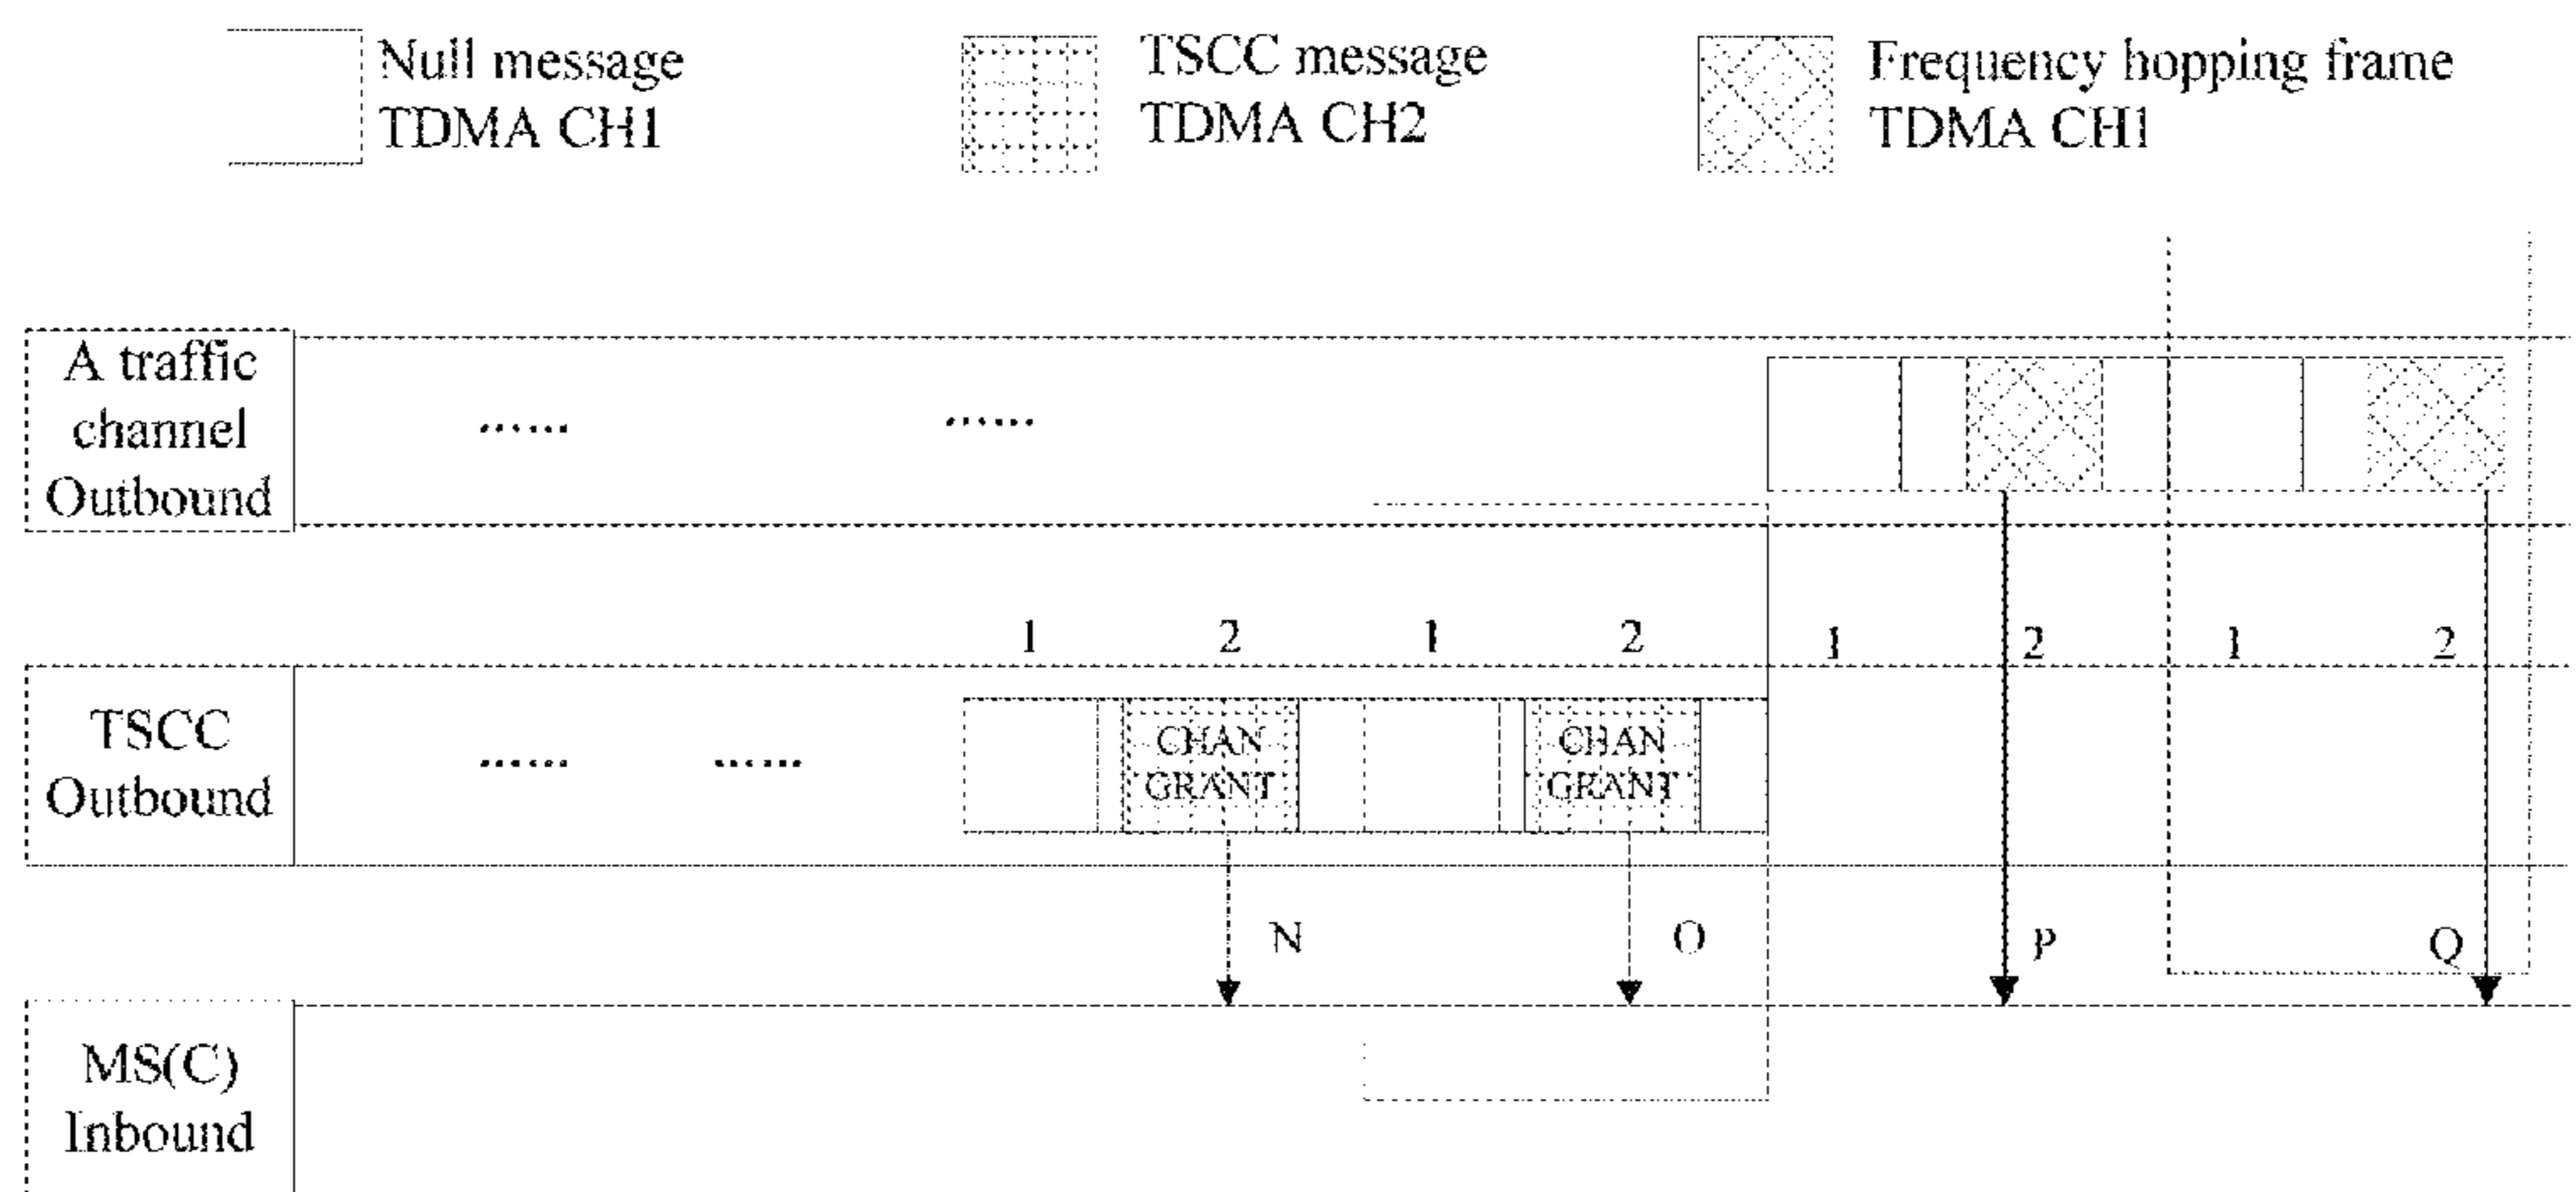 Null message
TDMA CH1
TSCC message
TDMA CH2
Frequency hopping frame
TDMA CH1
A traffic
channel
Outbound
......
......
1 2 1 2 1 2 1 2
TSCC
Outbound
......
......
CHAN
GRANT
CHAN
GRANT
N O P Q
MS(C)
Inbound